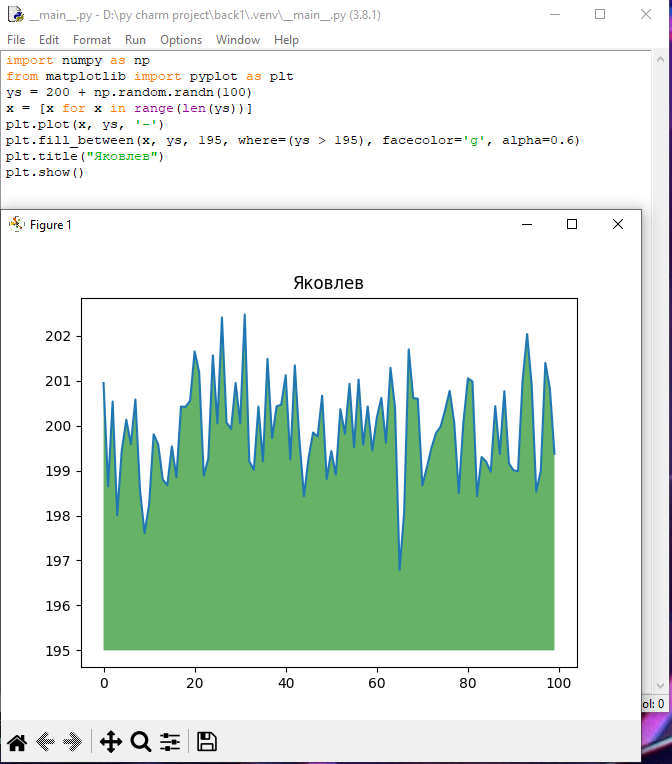 __main__.py - D:\py charm project\back1\.venv\__main__.py (3.8.1)
File Edit Format Run Options Window Help
import numpy as np
from matplotlib import pyplot as plt
ys = 200 + np.random.randn(100)
x = [x for x in range(len(ys))]
plt.plot(x, ys, '-')
plt.fill_between(x, ys, 195, where=(ys > 195), facecolor='g', alpha=0.6)
plt.title("Яковлев")
plt.show()
Figure 1
Яковлев
202
201
200
199
198
197
196
195
0 20 40 60 80 100
ol: 0